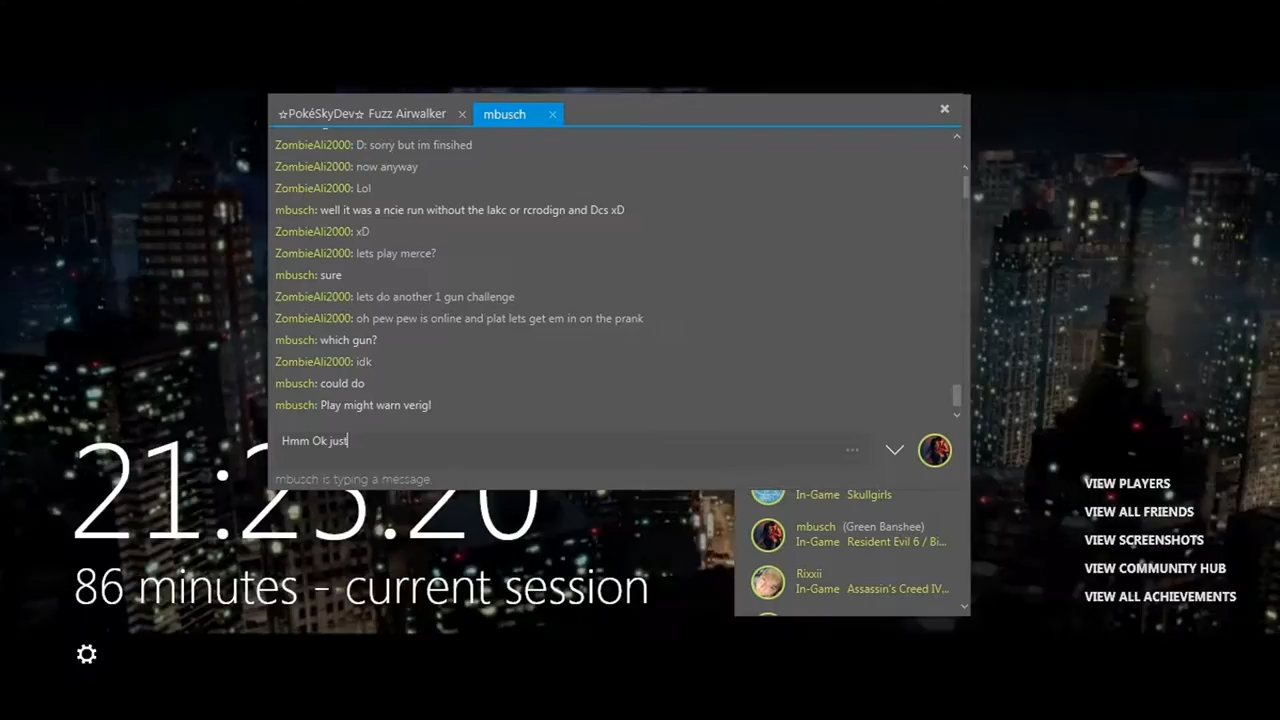 ☆PokéSkyDev☆ Fuzz Airwalker
mbusch
ZombieAli2000: D: sorry but im finsihed
ZombieAli2000: now anyway
ZombieAli2000: Lol
mbusch: well it was a ncie run without the lakc or rcrodign and Dcs xD
ZombieAli2000: xD
ZombieAli2000: lets play merce?
mbusch: sure
ZombieAli2000: lets do another 1 gun challenge
ZombieAli2000: oh pew pew is online and plat lets get em in on the prank
mbusch: which gun?
ZombieAli2000: idk
mbusch: could do
mbusch: Play might warn verigl
Hmm Ok just
mbusch is typing a message.
21:23.20
86 minutes - current session
In-Game Skullgirls
mbusch (Green Banshee)
In-Game Resident Evil 6 / Bi...
Rixxii
In-Game Assassin's Creed IV...
VIEW PLAYERS
VIEW ALL FRIENDS
VIEW SCREENSHOTS
VIEW COMMUNITY HUB
VIEW ALL ACHIEVEMENTS